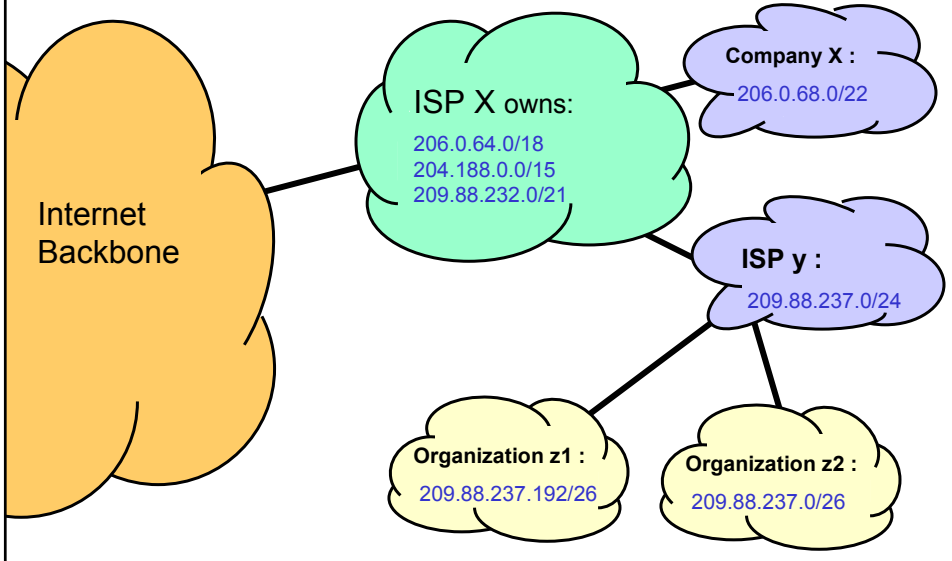 Internet
Backbone
ISP X owns:
206.0.64.0/18
204.188.0.0/15
209.88.232.0/21
Company X :
206.0.68.0/22
ISP y :
209.88.237.0/24
Organization z1 :
209.88.237.192/26
Organization z2 :
209.88.237.0/26